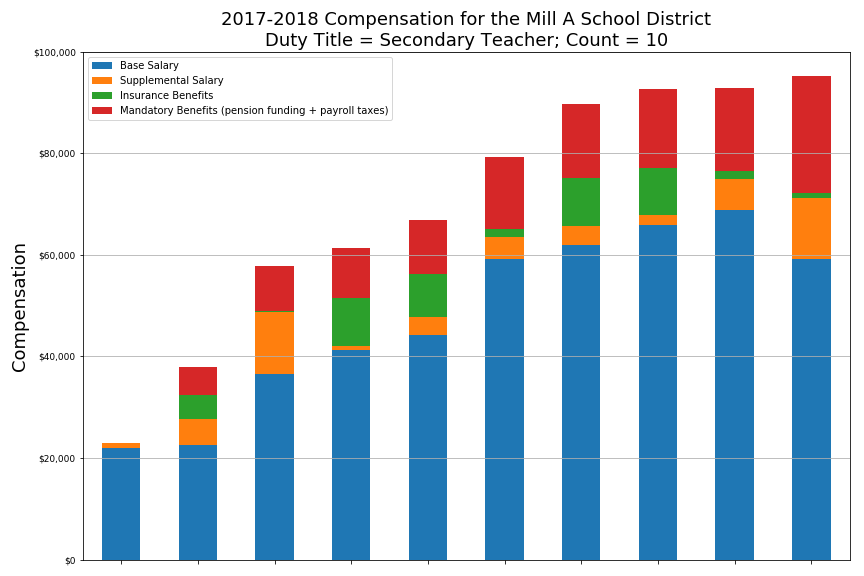 2017-2018 Compensation for the Mill A School District
Duty Title = Secondary Teacher; Count = 10
$100,000
Base Salary
Supplemental Salary
Insurance Benefits
Mandatory Benefits (pension funding + payroll taxes)
$80,000
$60,000
Compensation
$40,000
$20,000
$0